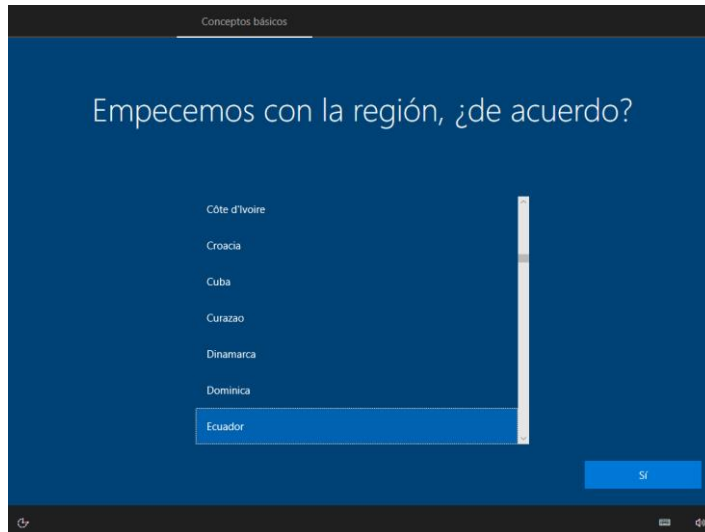 Conceptos básicos
Empecemos con la región, ¿de acuerdo?
Côte d'Ivoire
Croacia
Cuba
Curazao
Dinamarca
Dominica
Ecuador
Sí